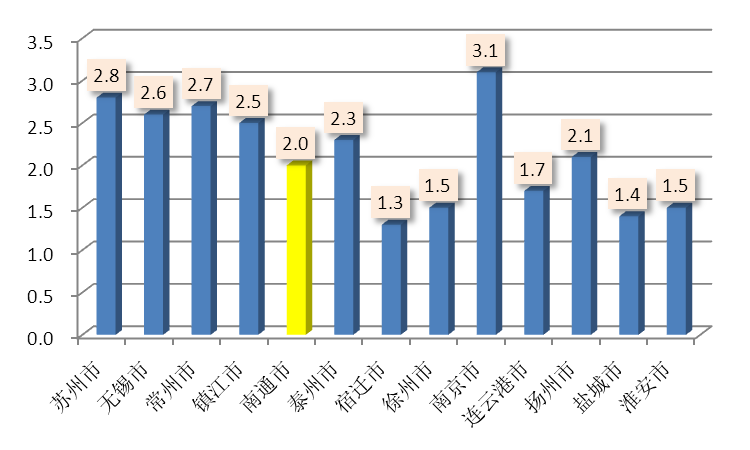 3.5
3.0
2.5
2.0
1.5
1.0
0.5
0.0
2.8
2.6
2.7
2.5
2.0
2.3
1.3
1.5
3.1
1.7
2.1
1.4
1.5
苏州市
无锡市
常州市
镇江市
南通市
泰州市
宿迁市
徐州市
南京市
连云港市
扬州市
盐城市
淮安市